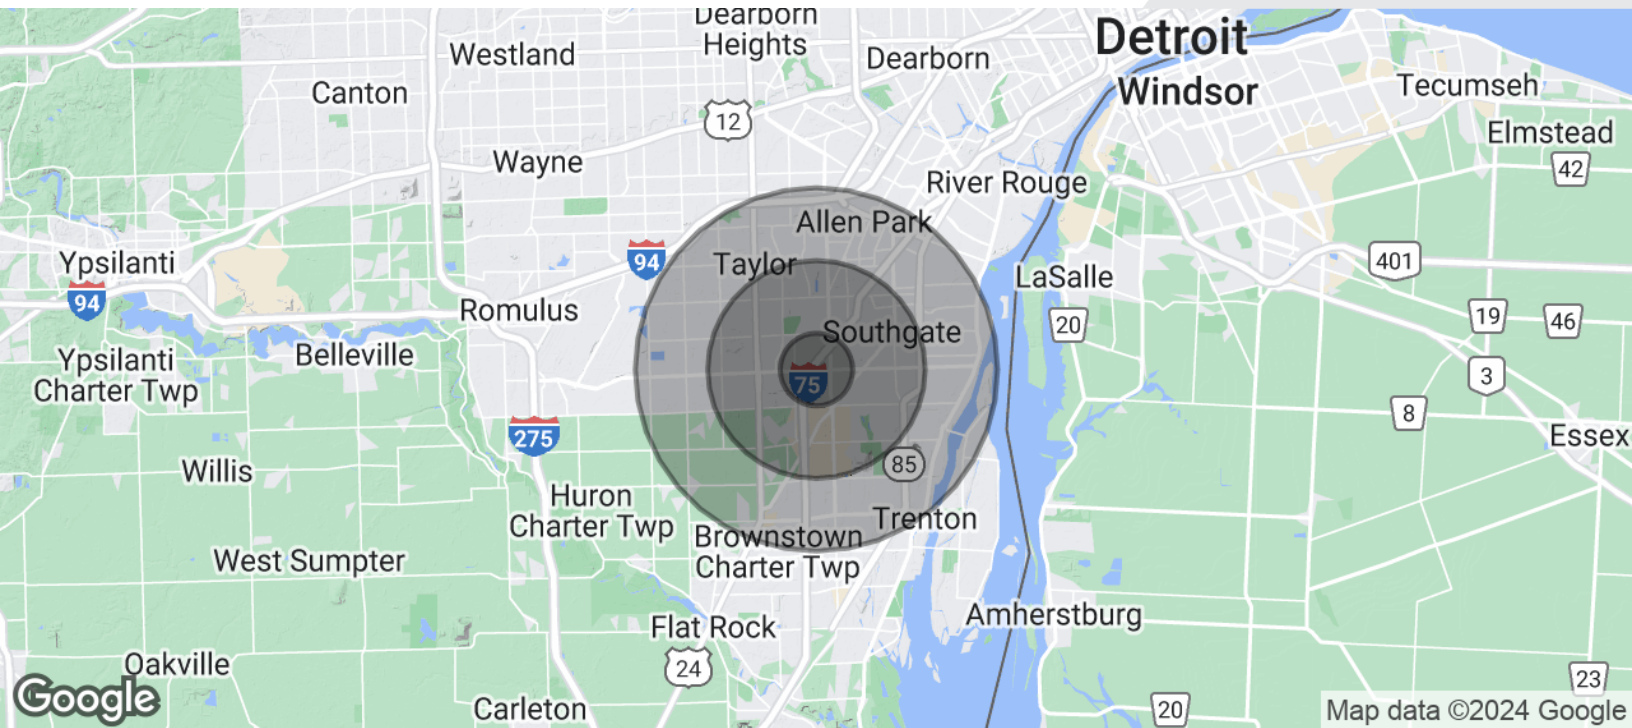 Dearborn
Heights
Detroit
Westland
Dearborn
Canton
Windsor
Tecumseh
12
Elmstead
Wayne
42
River Rouge
Allen Park
Ypsilanti
94
Taylor
401
LaSalle
94
Romulus
Southgate
20
19
46
Belleville
Ypsilanti
Charter Twp
75
3
8
275
Essex
Willis
85
Huron
Charter Twp
Trenton
Brownstown
Charter Twp
West Sumpter
Amherstburg
Flat Rock
Oakville
24
23
Google
Carleton
20
Map data ©2024 Google